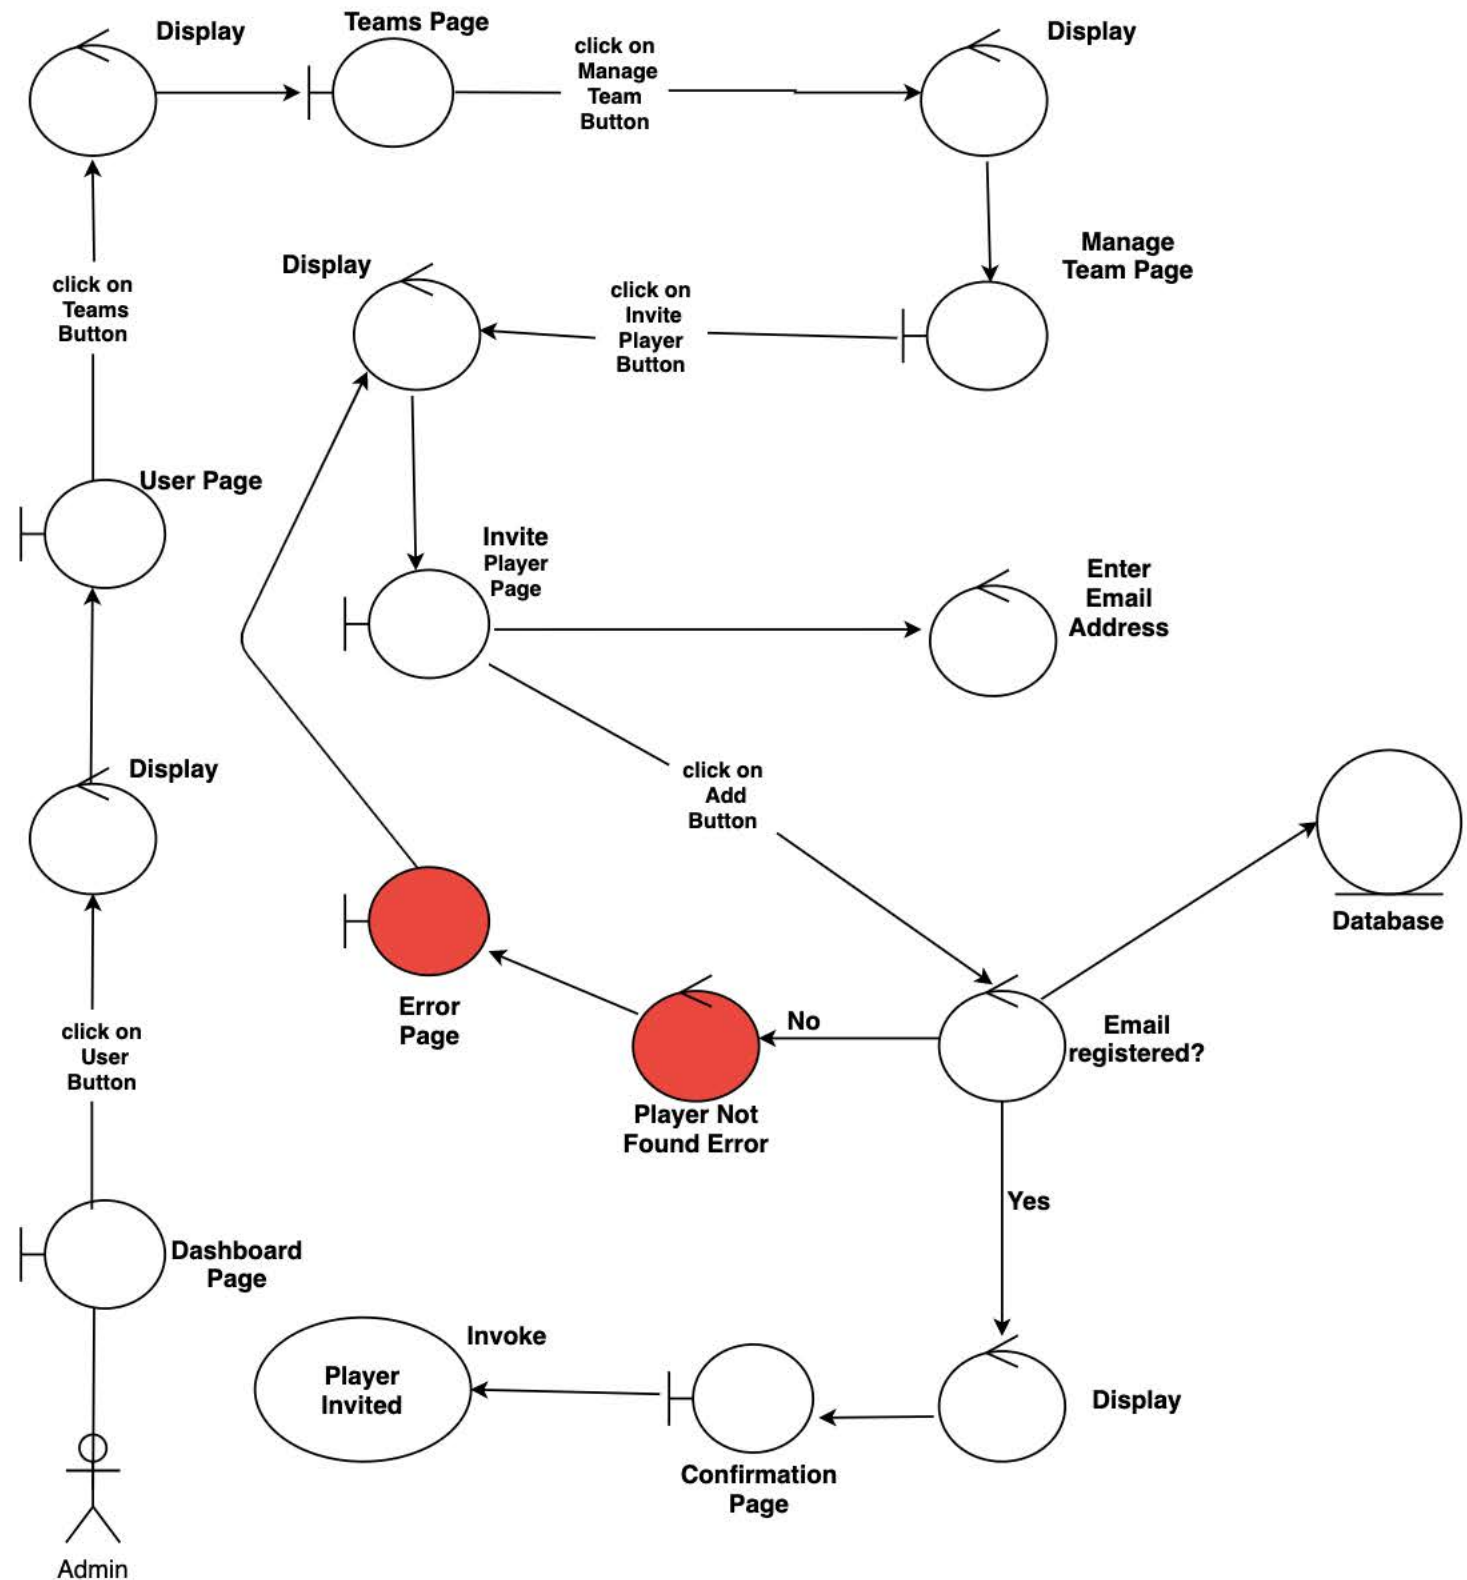 Display
Teams Page
click on
Manage
Team
Button
Display
Manage
Team Page
click on
Teams
Button
Display
click on
Invite
Player
Button
User Page
Invite
Player
Page
Enter
Email
Address
Display
click on
Add
Button
Database
click on
User
Button
Error
Page
No
Email
registered?
Player Not
Found Error
Yes
Dashboard
Page
Invoke
Player
Invited
Display
Confirmation
Page
Admin